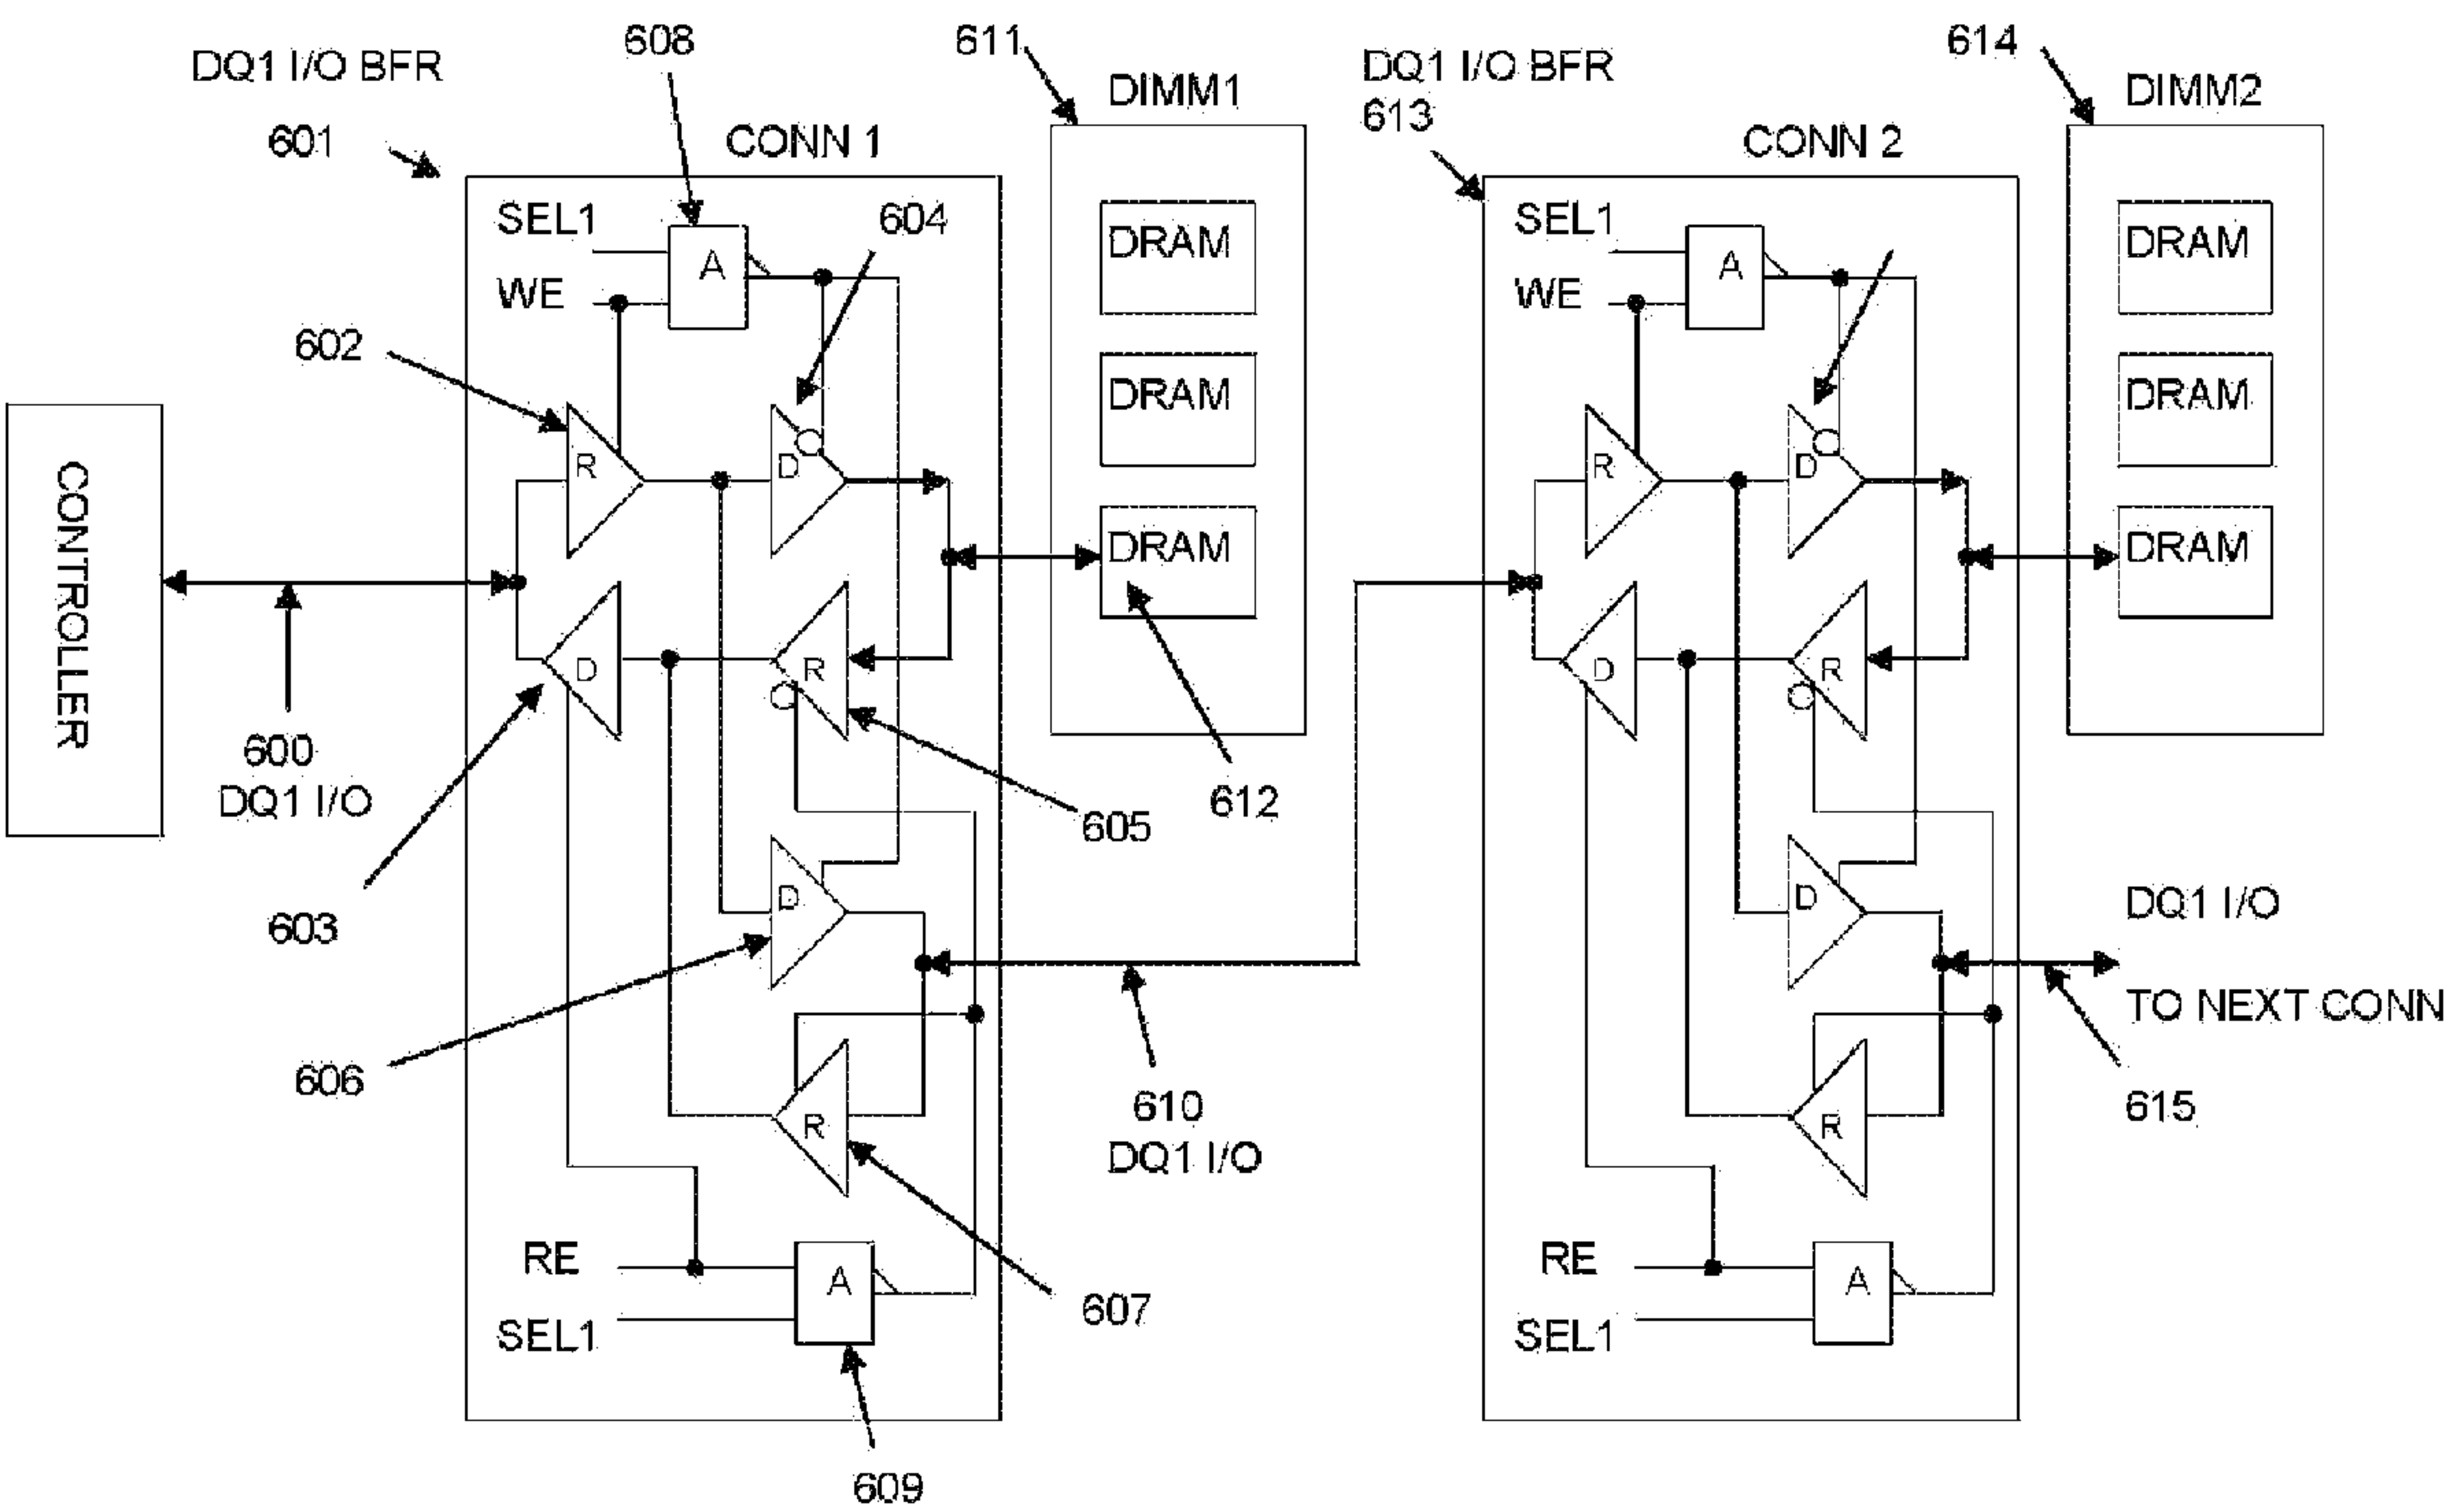 608
611
614
DQ1 I/O BFR
601
DQ1 I/O BFR
613
DIMM1
DIMM2
CONN 1
CONN 2
SEL1
WE
A
604
SEL1
WE
A
DRAM
DRAM
DRAM
DRAM
DRAM
DRAM
602
R
D
R
D
CONTROLLER
D
R
D
R
600
DQ1 I/O
612
605
603
D
D
DQ1 I/O
TO NEXT CONN
606
R
R
610
DQ1 I/O
615
RE
SEL1
A
607
RE
SEL1
A
609